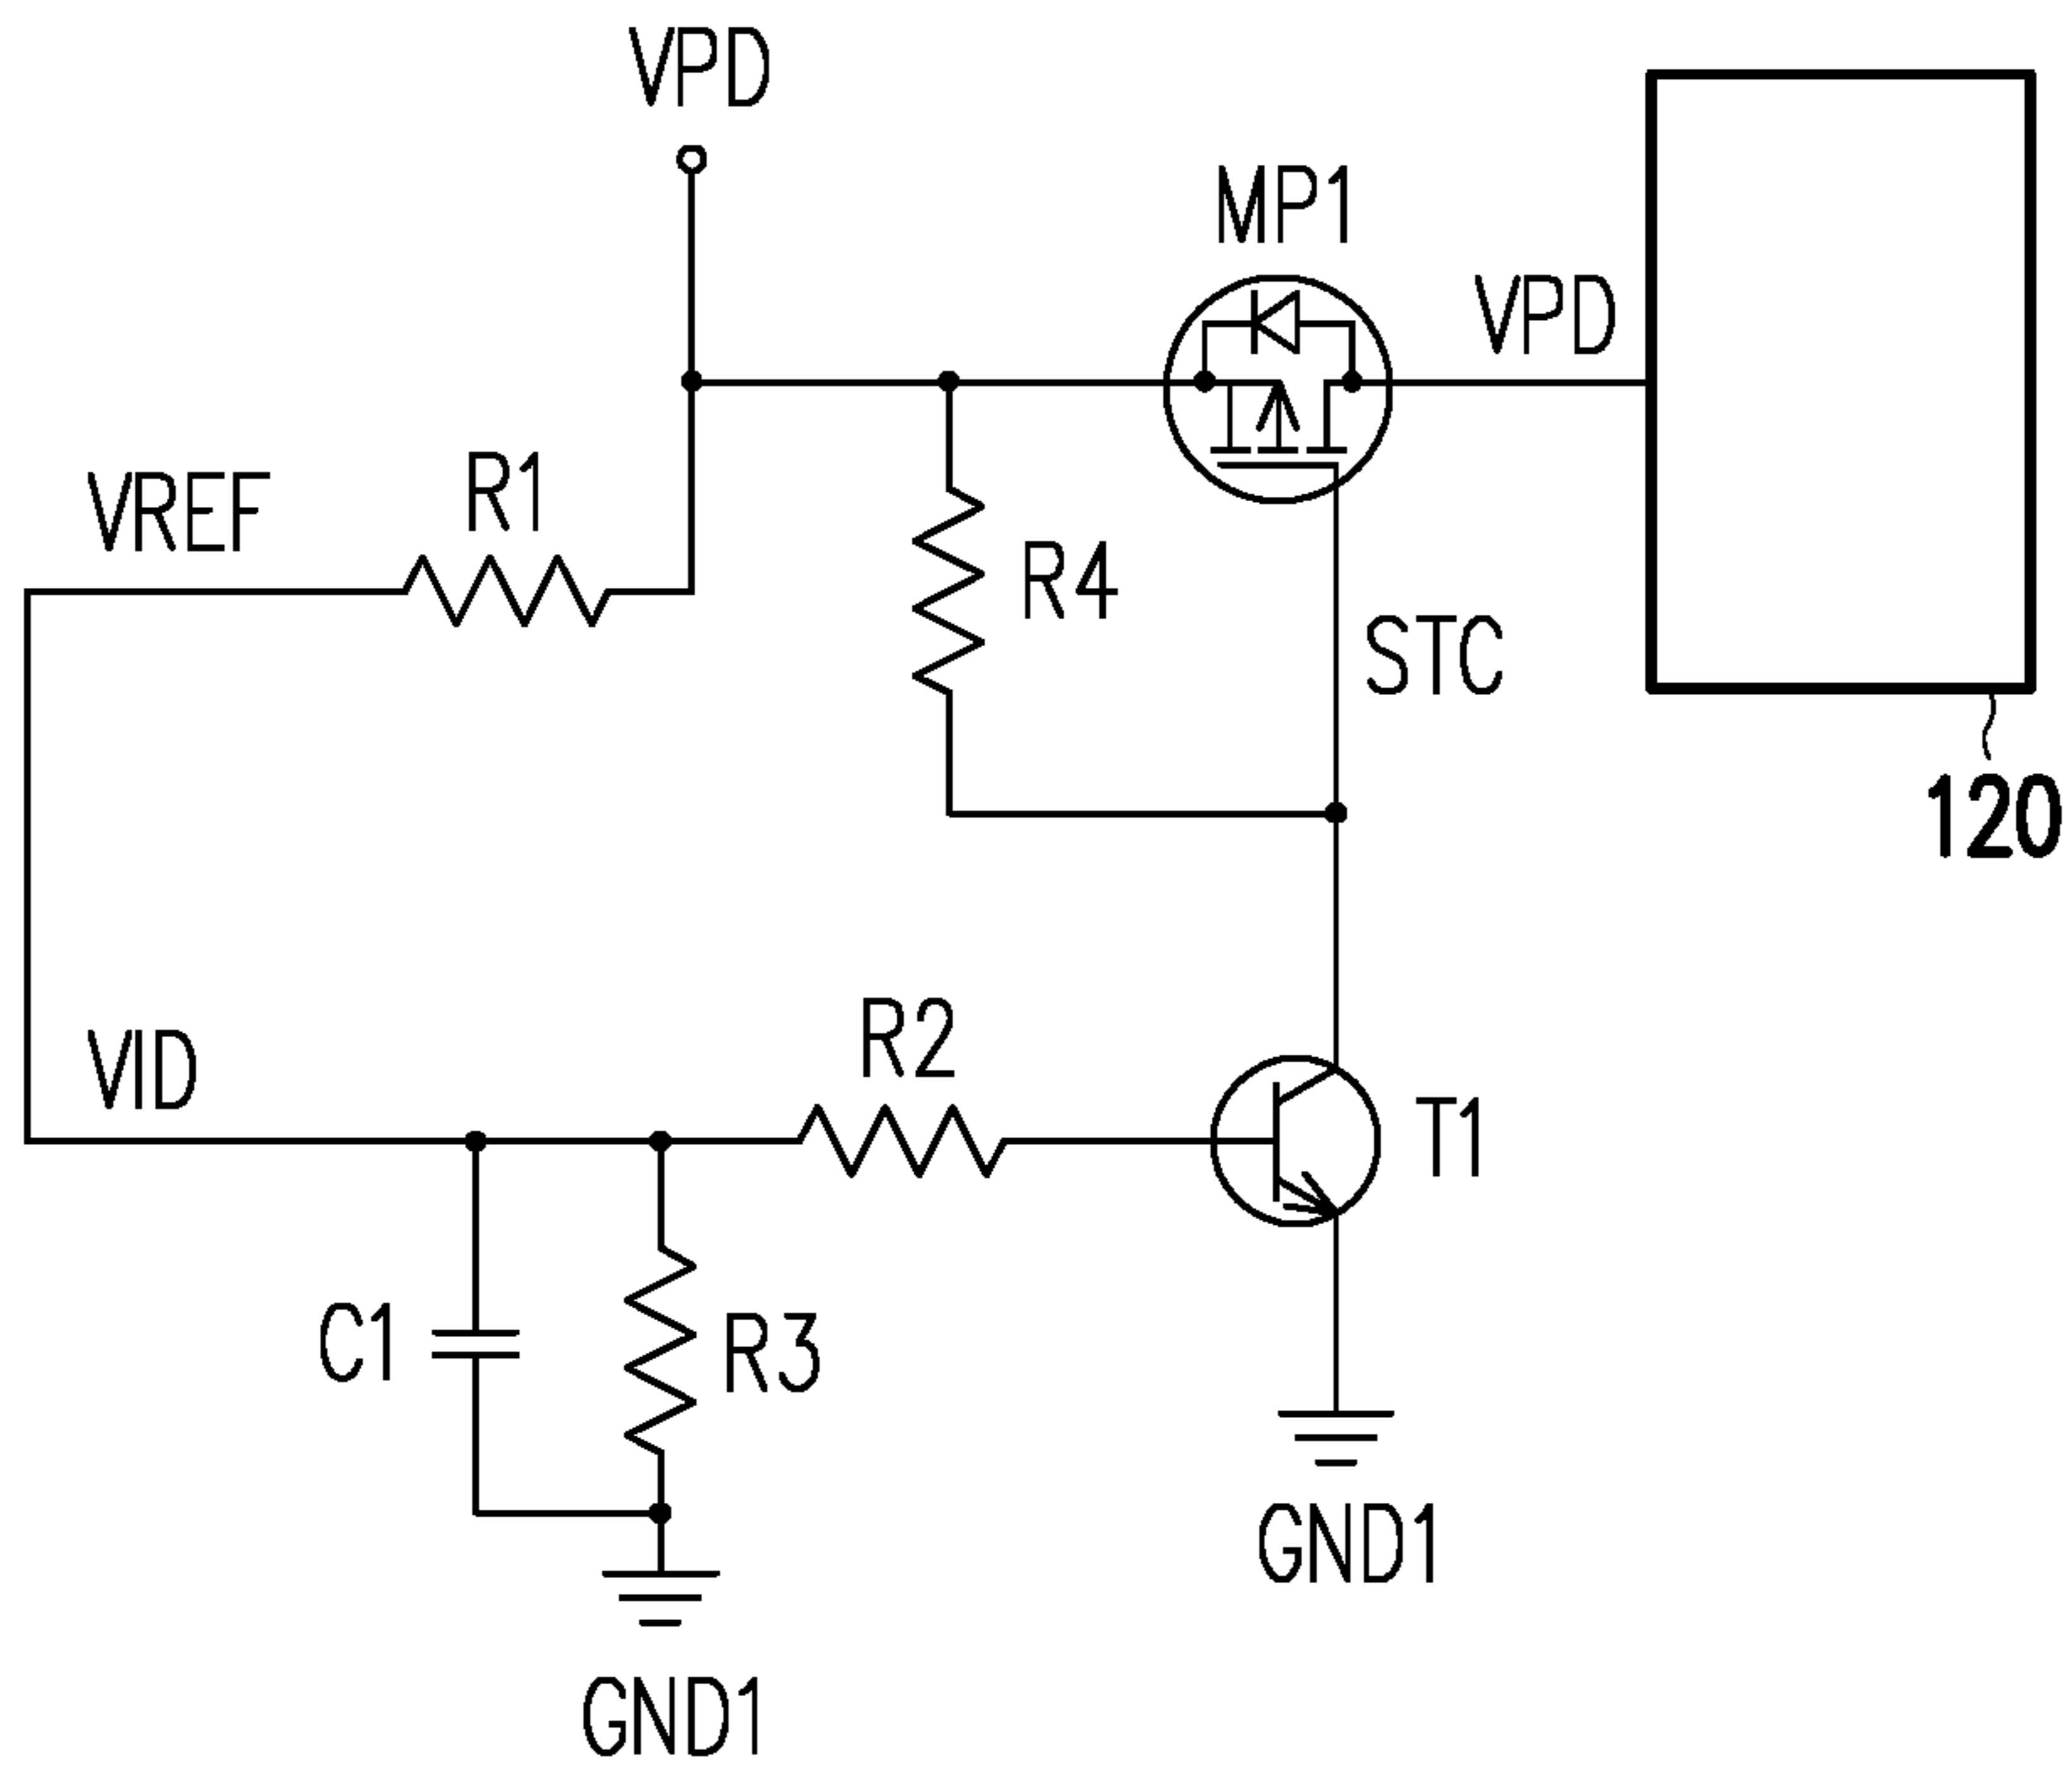 VPD
MP1
VPD
VREF
R1
R4
STC
120
VID
R2
T1
C1
R3
GND1
GND1